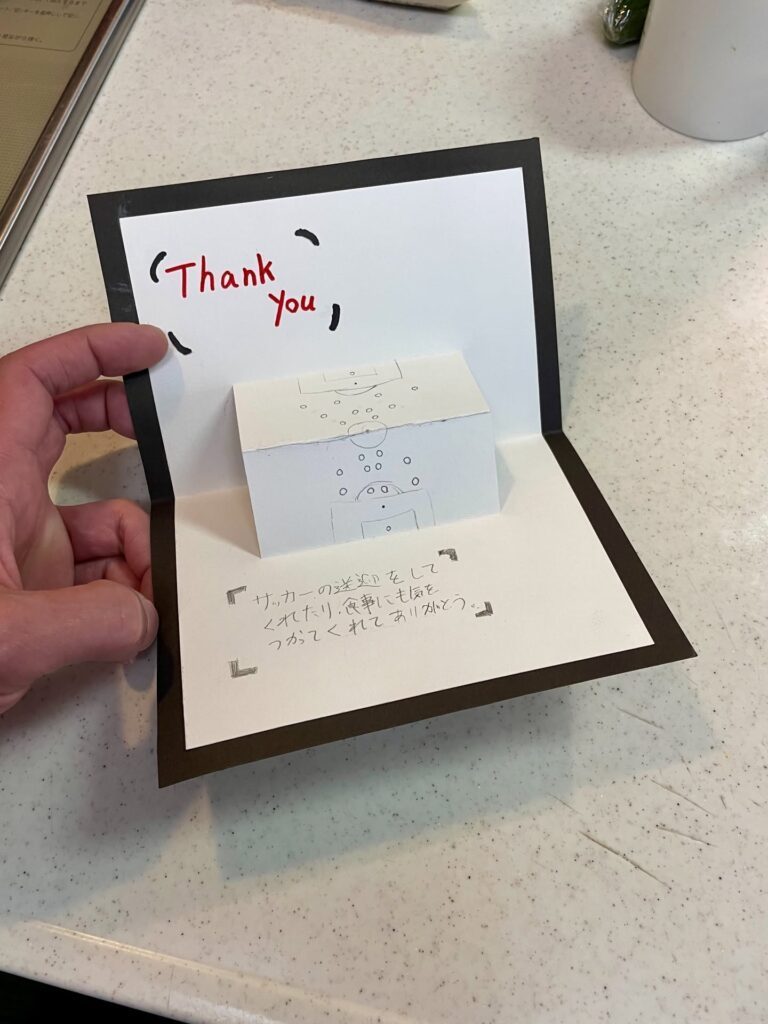 Thank
you
サッカーの送迎をして
くれたり、食事にも気を
つかってくれてありがとう。